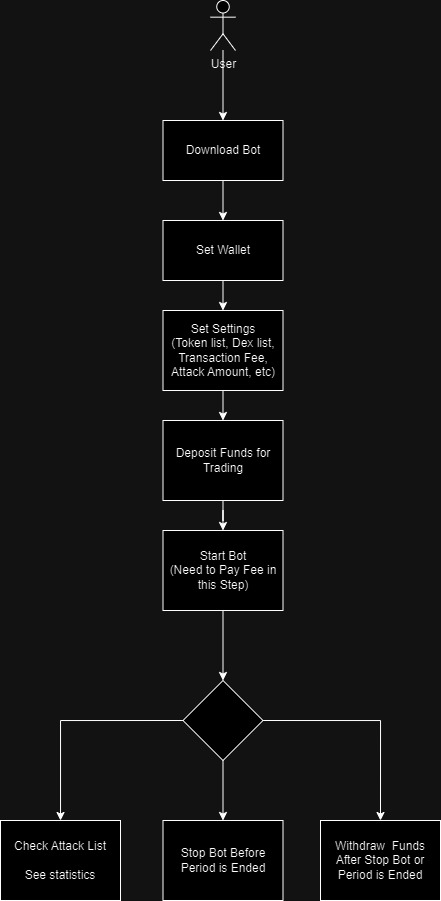 User
Download Bot
Set Wallet
Set Settings
(Token list, Dex list,
Transaction Fee,
Attack Amount, etc)
Deposit Funds for
Trading
Start Bot
(Need to Pay Fee in
this Step)
Check Attack List
See statistics
Stop Bot Before
Period is Ended
Withdraw Funds
After Stop Bot or
Period is Ended